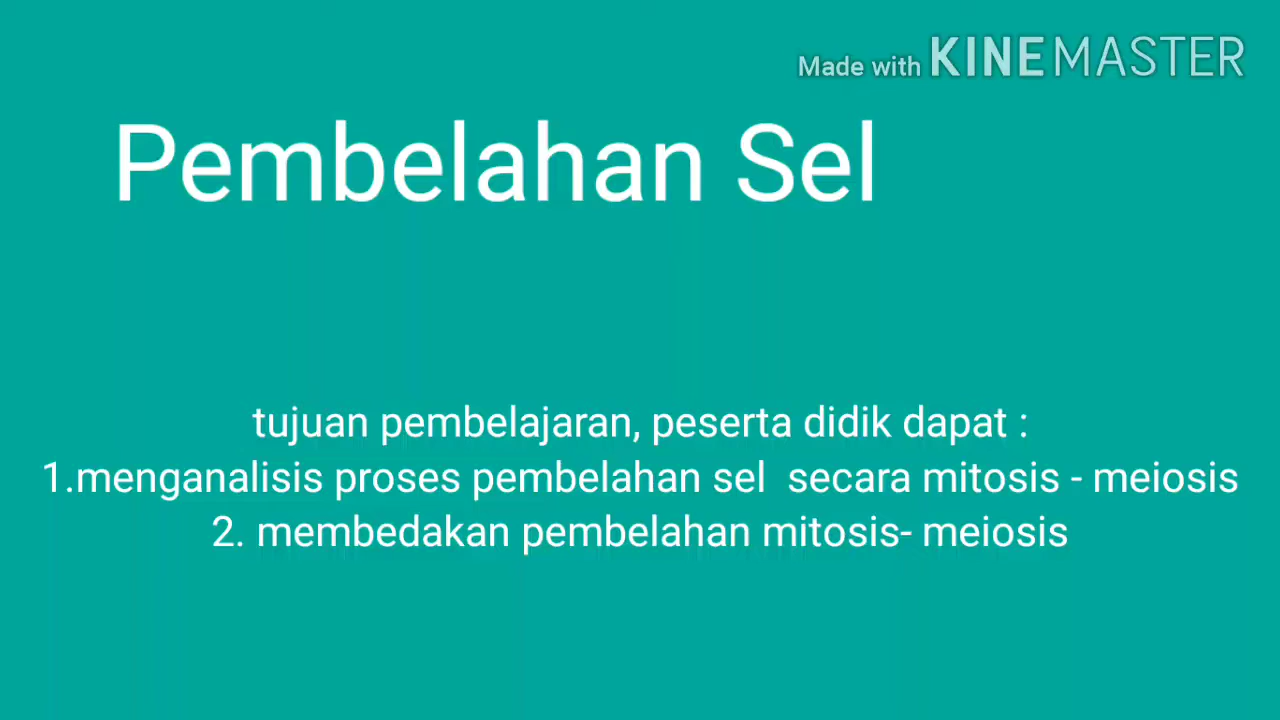 Made with KINEMASTER
Pembelahan Sel
tujuan pembelajaran, peserta didik dapat :
1.menganalisis proses pembelahan sel  secara mitosis - meiosis
2. membedakan pembelahan mitosis- meiosis